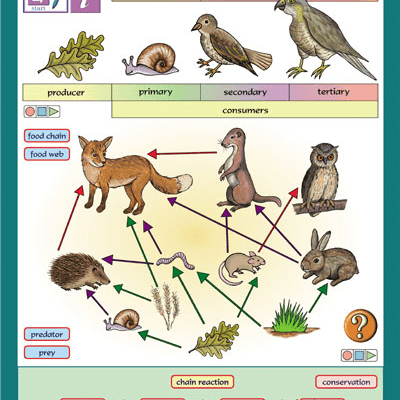 start
i
producer
primary
secondary
tertiary
consumers
food chain
food web
predator
prey
?
chain reaction
conservation